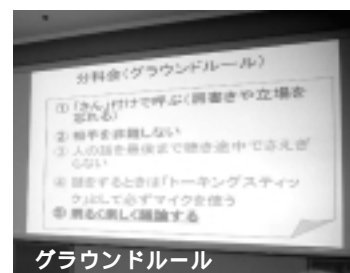 分科会(グラウンドルール)
①「さん」付けで呼ぶ(肩書きや立場を
忘れる)
② 相手を非難しない
③ 人の話を最後まで聴き途中でさえぎ
らない
④ 話をするときは「トーキングスティッ
ク」として必ずマイクを使う
⑤ 明るく楽しく議論する
グラウンドルール